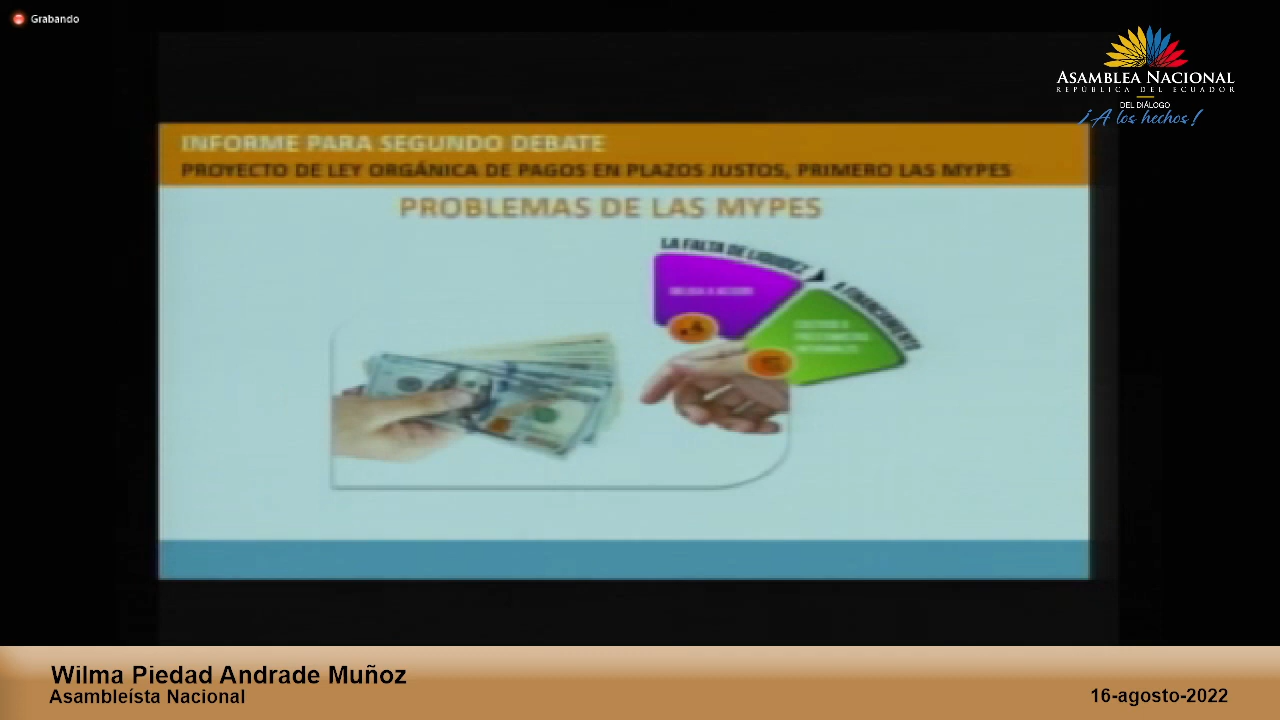 Grabando
ASAMBLEA NACIONAL
REPÚBLICA DEL ECUADOR
DEL DIÁLOGO
¡A los hechos!
INFORME PARA SEGUNDO DEBATE
PROYECTO DE LEY ORGÁNICA DE PAGOS EN PLAZOS JUSTOS, PRIMERO LAS MYPES
PROBLEMAS DE LAS MYPES
LA FALTA DE LIQUIDEZ
A FINANCIAMIENTO
Wilma Piedad Andrade Muñoz
Asambleísta Nacional
16-agosto-2022